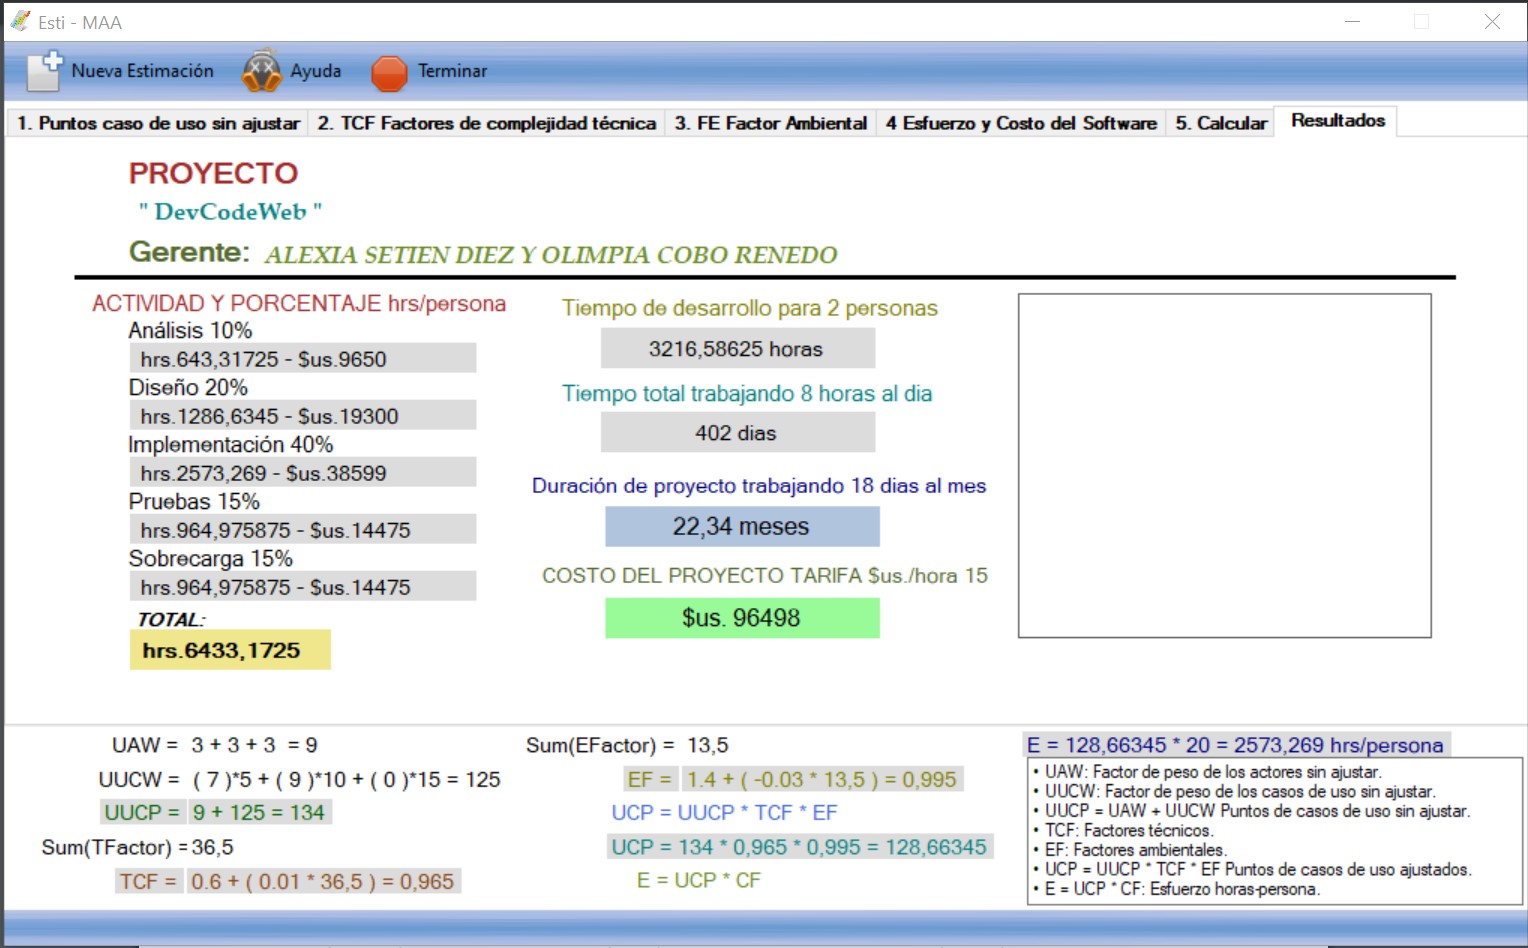 Esti - MAA
Nueva Estimación Ayuda Terminar
1. Puntos caso de uso sin ajustar 2. TCF Factores de complejidad técnica 3. FE Factor Ambiental 4 Esfuerzo y Costo del Software 5. Calcular Resultados
PROYECTO
" DevCodeWeb "
Gerente: ALEXIA SETIEN DIEZ Y OLIMPIA COBO RENEDO
ACTIVIDAD Y PORCENTAJE hrs/persona
Análisis 10%
hrs.643,31725 - $us.9650
Diseño 20%
hrs.1286,6345 - $us.19300
Implementación 40%
hrs.2573,269 - $us.38599
Pruebas 15%
hrs.964,975875 - $us.14475
Sobrecarga 15%
hrs.964,975875 - $us.14475
TOTAL:
hrs.6433,1725
Tiempo de desarrollo para 2 personas
3216,58625 horas
Tiempo total trabajando 8 horas al dia
402 dias
Duración de proyecto trabajando 18 dias al mes
22,34 meses
COSTO DEL PROYECTO TARIFA $us./hora 15
$us. 96498
UAW = 3 + 3 + 3 = 9
UUCW = ( 7 )*5 + ( 9 )*10 + ( 0 )*15 = 125
UUCP = 9 + 125 = 134
Sum(TFactor) = 36,5
TCF = 0.6 + ( 0.01 * 36,5 ) = 0,965
Sum(EFactor) = 13,5
EF = 1.4 + ( -0.03 * 13,5 ) = 0,995
UCP = UUCP * TCF * EF
UCP = 134 * 0,965 * 0,995 = 128,66345
E = UCP * CF
E = 128,66345 * 20 = 2573,269 hrs/persona
• UAW: Factor de peso de los actores sin ajustar.
• UUCW: Factor de peso de los casos de uso sin ajustar.
• UUCP = UAW + UUCW Puntos de casos de uso sin ajustar.
• TCF: Factores técnicos.
• EF: Factores ambientales.
• UCP = UUCP * TCF * EF Puntos de casos de uso ajustados.
• E = UCP * CF: Esfuerzo horas-persona.